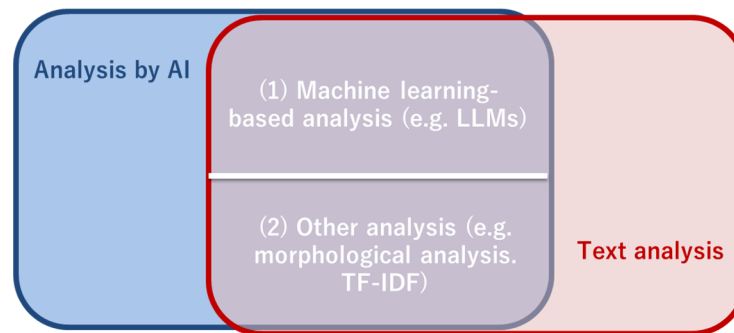 Analysis by AI
(1) Machine learning-
based analysis (e.g. LLMs)
(2) Other analysis (e.g.
morphological analysis.
TF-IDF)
Text analysis